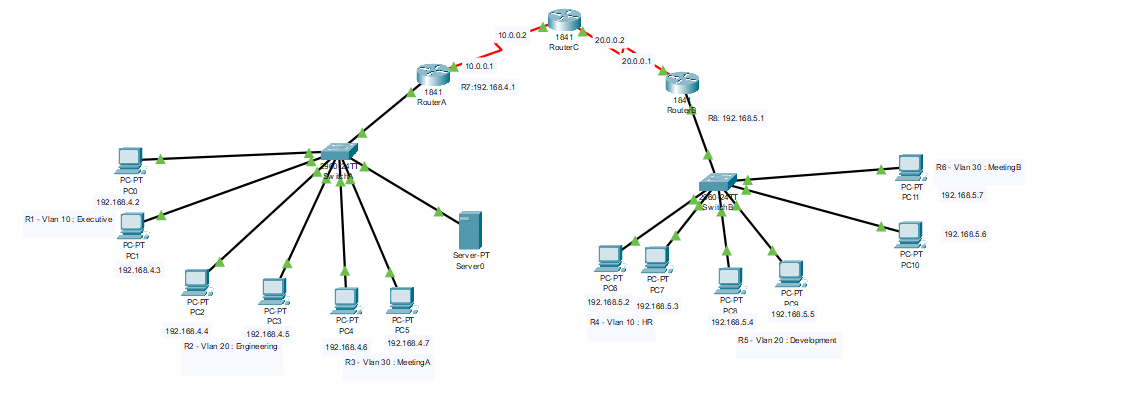 10.0.0.2
1841
RouterC
20.0.0.2
20.0.0.1
10.0.0.1
1841
RouterA
R7:192.168.4.1
1841
RouterB
R8: 192.168.5.1
2960-24TT
SwitchA
PC-PT
PC0
192.168.4.2
R1 - Vlan 10 : Executive
PC-PT
PC1
192.168.4.3
PC-PT
PC2
192.168.4.4
PC-PT
PC3
192.168.4.5
R2 - Vlan 20 : Engineering
PC-PT
PC4
192.168.4.6
PC-PT
PC5
192.168.4.7
R3 - Vlan 30 : MeetingA
Server-PT
Server0
2960-24TT
SwitchB
PC-PT
PC11
R6 - Vlan 30 : MeetingB
192.168.5.7
PC-PT
PC10
192.168.5.6
PC-PT
PC6
192.168.5.2
PC-PT
PC7
192.168.5.3
R4 - Vlan 10 : HR
PC-PT
PC8
192.168.5.4
PC-PT
PC9
192.168.5.5
R5 - Vlan 20 : Development